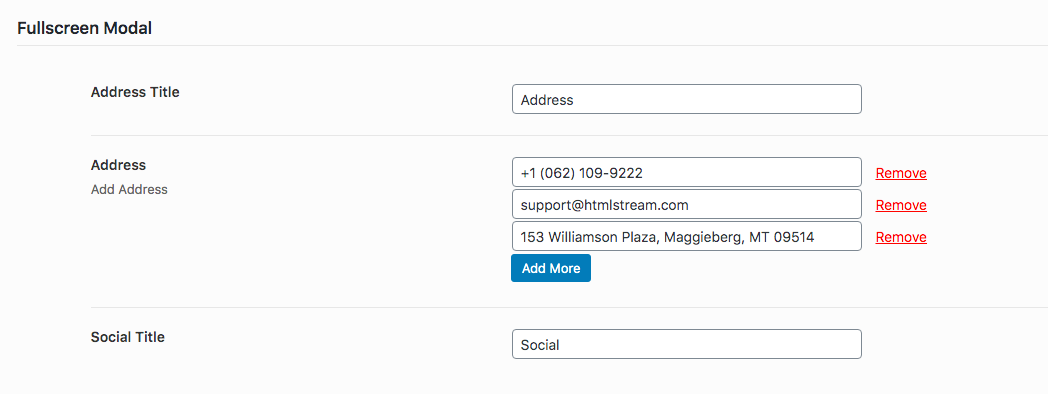 Fullscreen Modal
Address Title
Address
Address
Add Address
+1 (062) 109-9222 Remove
support@htmlstream.com Remove
153 Williamson Plaza, Maggieberg, MT 09514 Remove
Add More
Social Title
Social